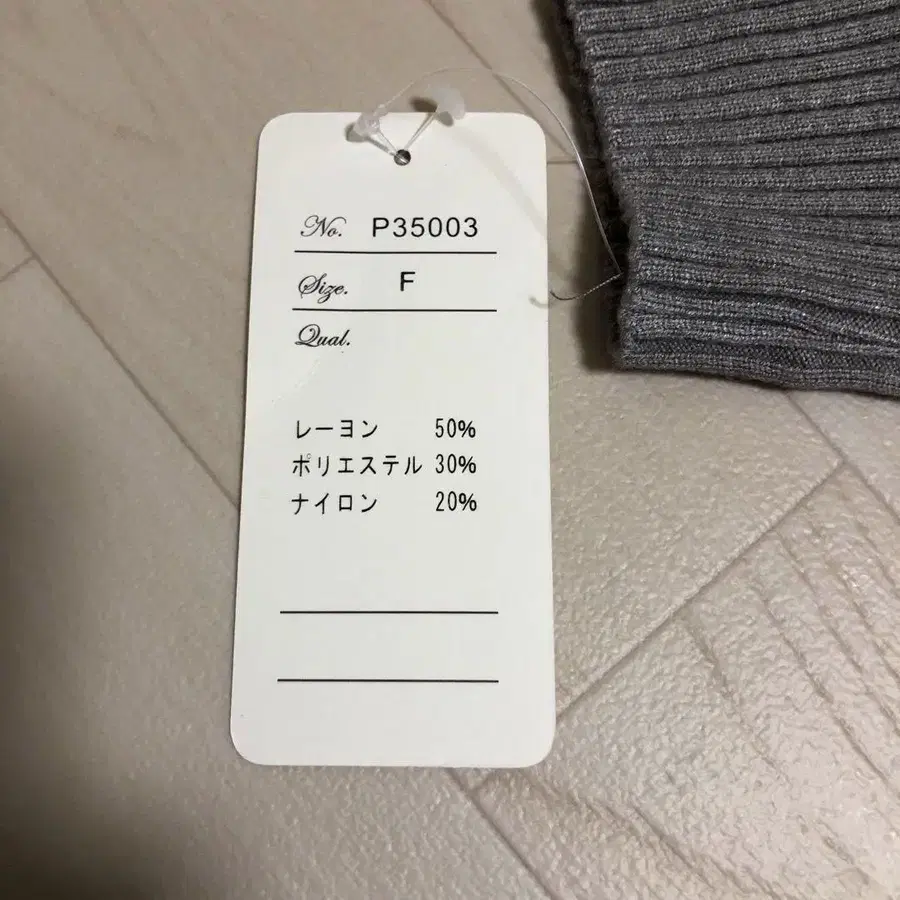 No. P35003
Size. F
Qual.
レーヨン 50%
ポリエステル 30%
ナイロン 20%